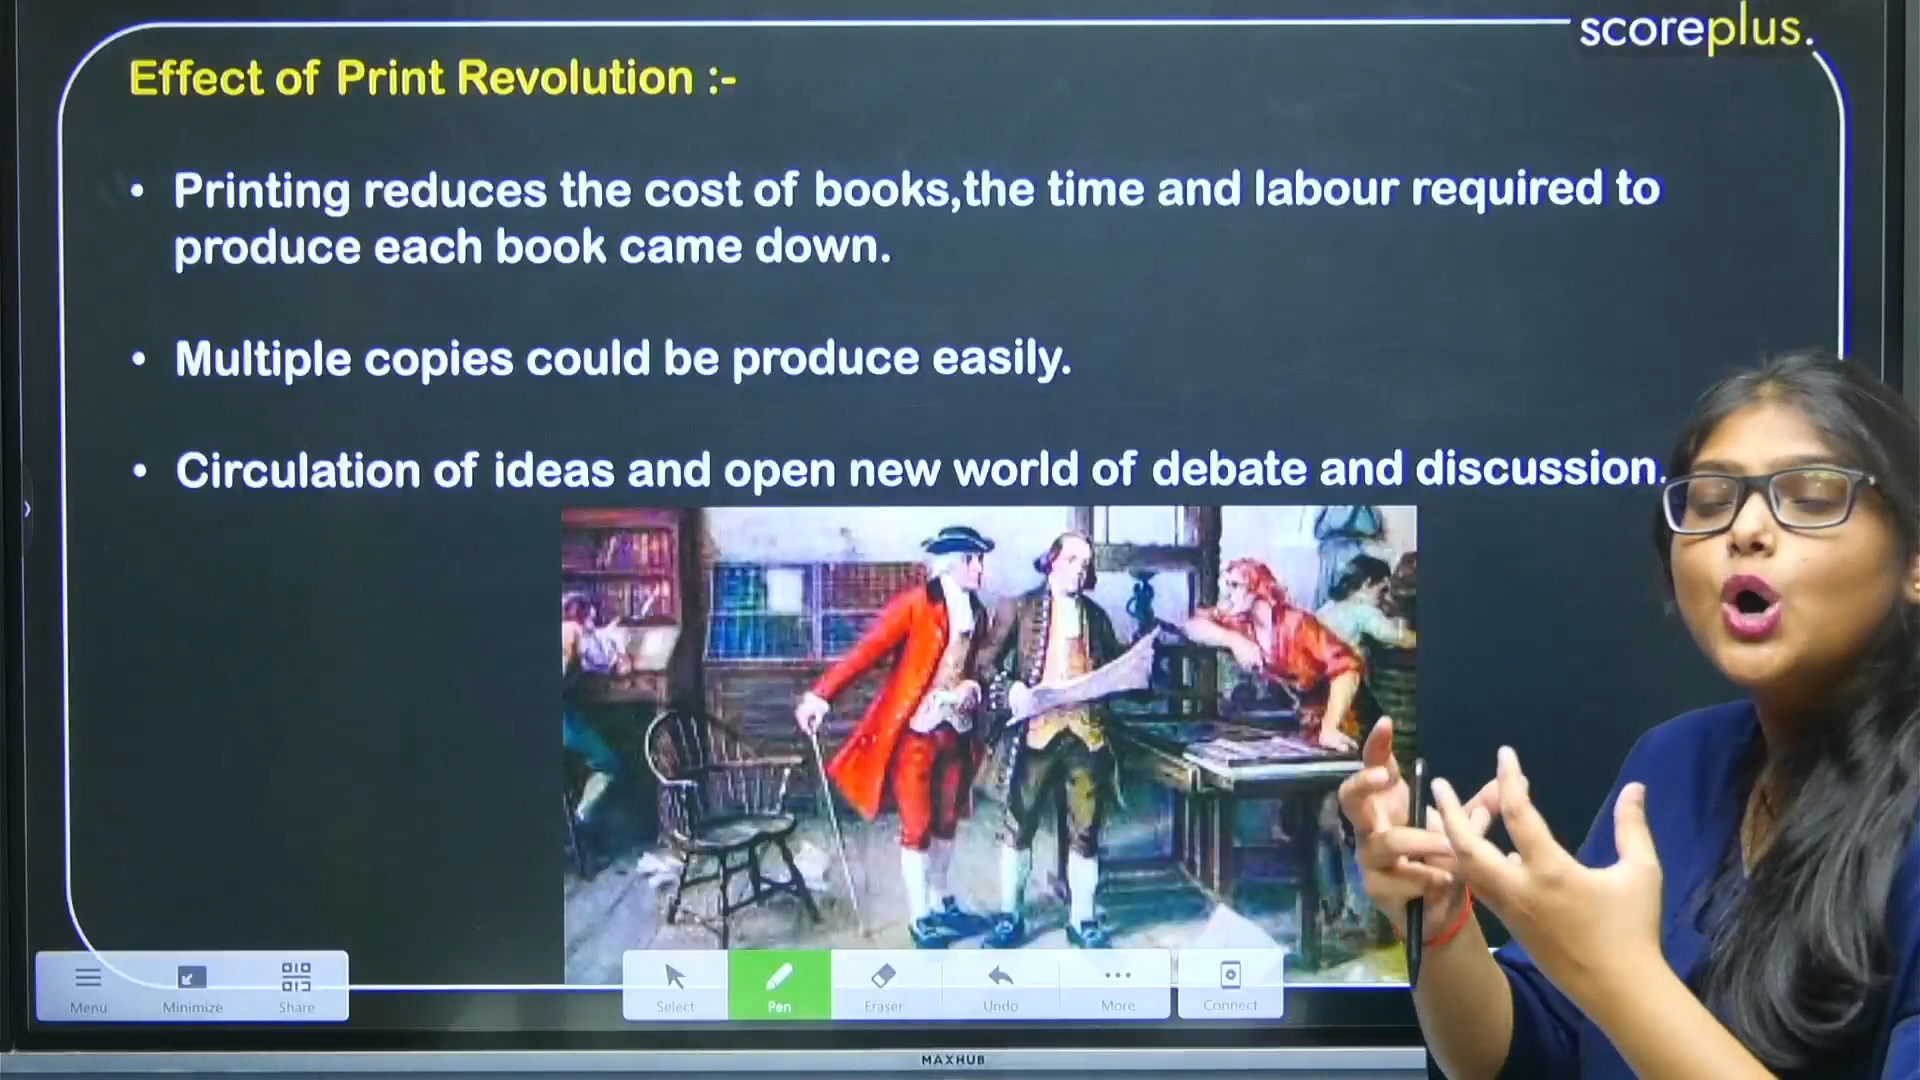 scoreplus.
Effect of Print Revolution :-
• Printing reduces the cost of books,the time and labour required to
produce each book came down.
• Multiple copies could be produce easily.
• Circulation of ideas and open new world of debate and discussion.
Menu
Minimize
Share
Select
Pen
Eraser
Undo
More
Connect
MAXHUB